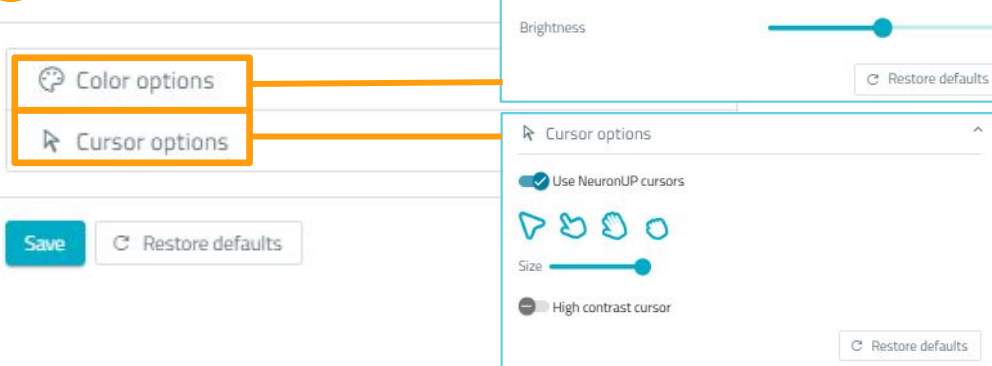 Color options
Cursor options
Save
Restore defaults
Brightness
Restore defaults
Cursor options
Use NeuronUP cursors
Size
High contrast cursor
Restore defaults